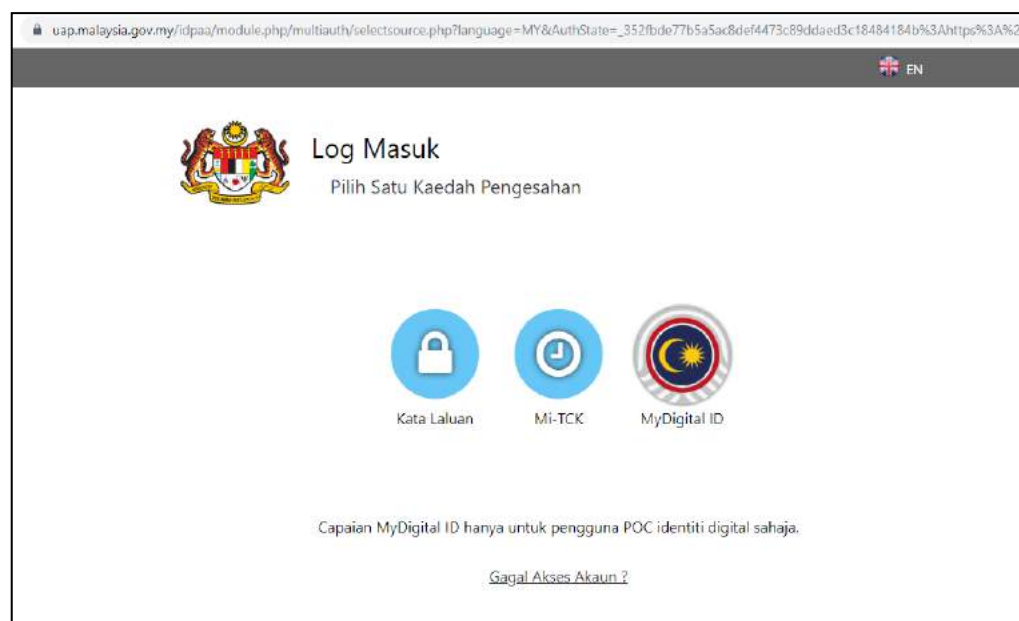 uap.malaysia.gov.my/idpaa/module.php/multiauth/selectsource.php?language=MY&AuthState=_352fbde77b5a5ac8def4473c89ddaed3c18484184b%3Ahttps%3A%2
EN
Log Masuk
Pilih Satu Kaedah Pengesahan
Kata Laluan Mi-TCK MyDigital ID
Capaian MyDigital ID hanya untuk pengguna POC identiti digital sahaja.
Gagal Akses Akaun ?